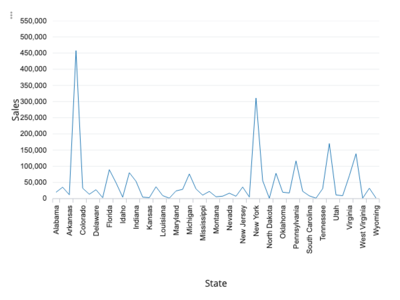 550,000
500,000
450,000
400,000
350,000
300,000
250,000
200,000
150,000
100,000
50,000
0
Sales
Alabama
Arkansas
Colorado
Delaware
Florida
Idaho
Indiana
Kansas
Louisiana
Maryland
Michigan
Mississippi
Montana
Nevada
New Jersey
New York
North Dakota
Oklahoma
Pennsylvania
South Carolina
Tennessee
Utah
Virginia
West Virginia
Wyoming
State